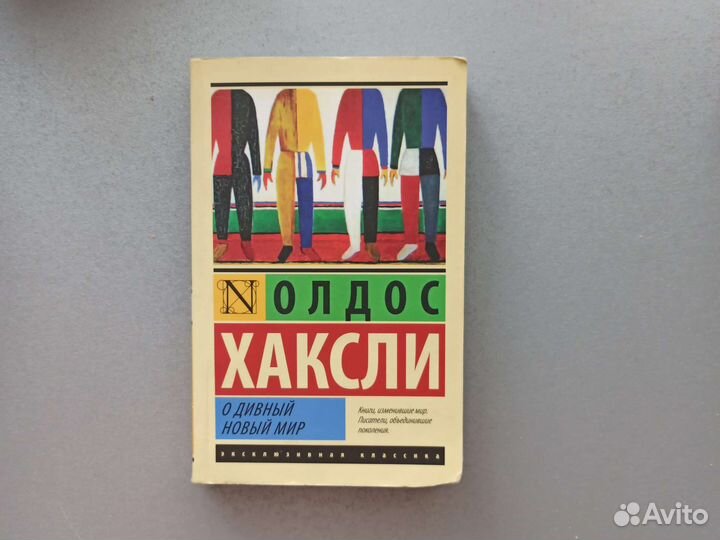 N ОЛДОС
ХАКСЛИ
О ДИВНЫЙ
НОВЫЙ МИР
Книги, изменившие мир.
Писатели, объединившие
поколения.
эксклюзивная классика
Avito